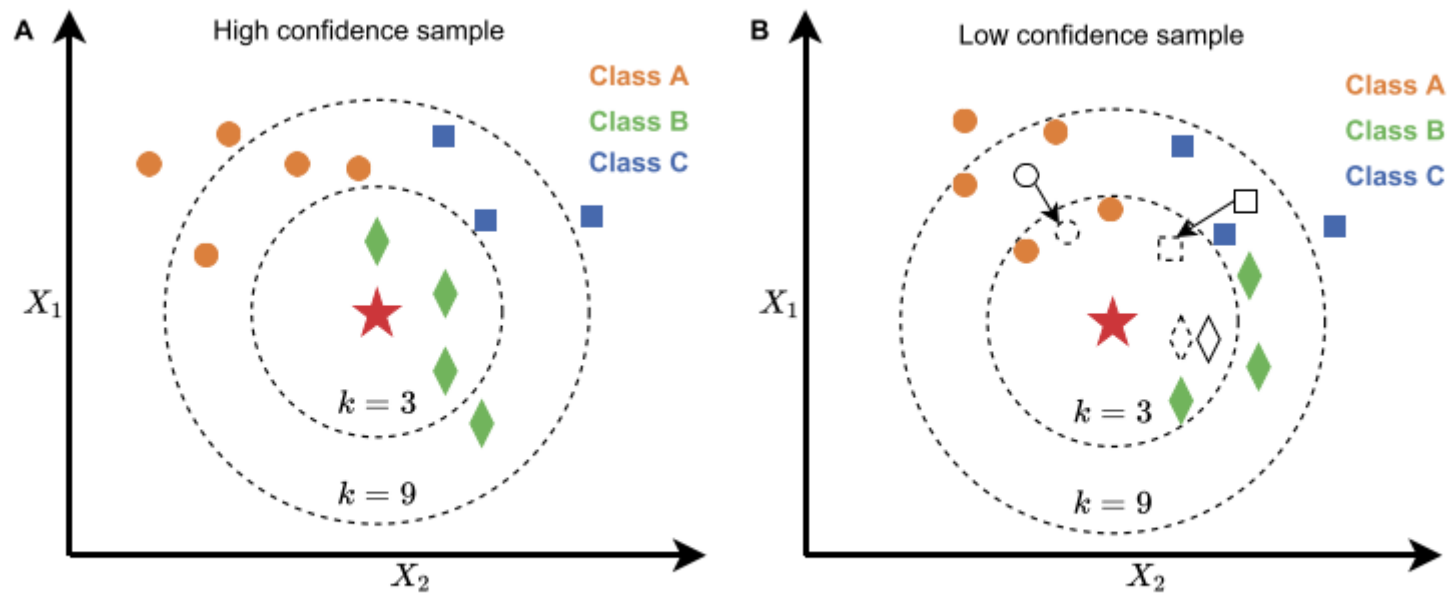 A
High confidence sample
Class A
Class B
Class C
X₁
k = 3
k = 9
X₂
B
Low confidence sample
Class A
Class B
Class C
X₁
k = 3
k = 9
X₂